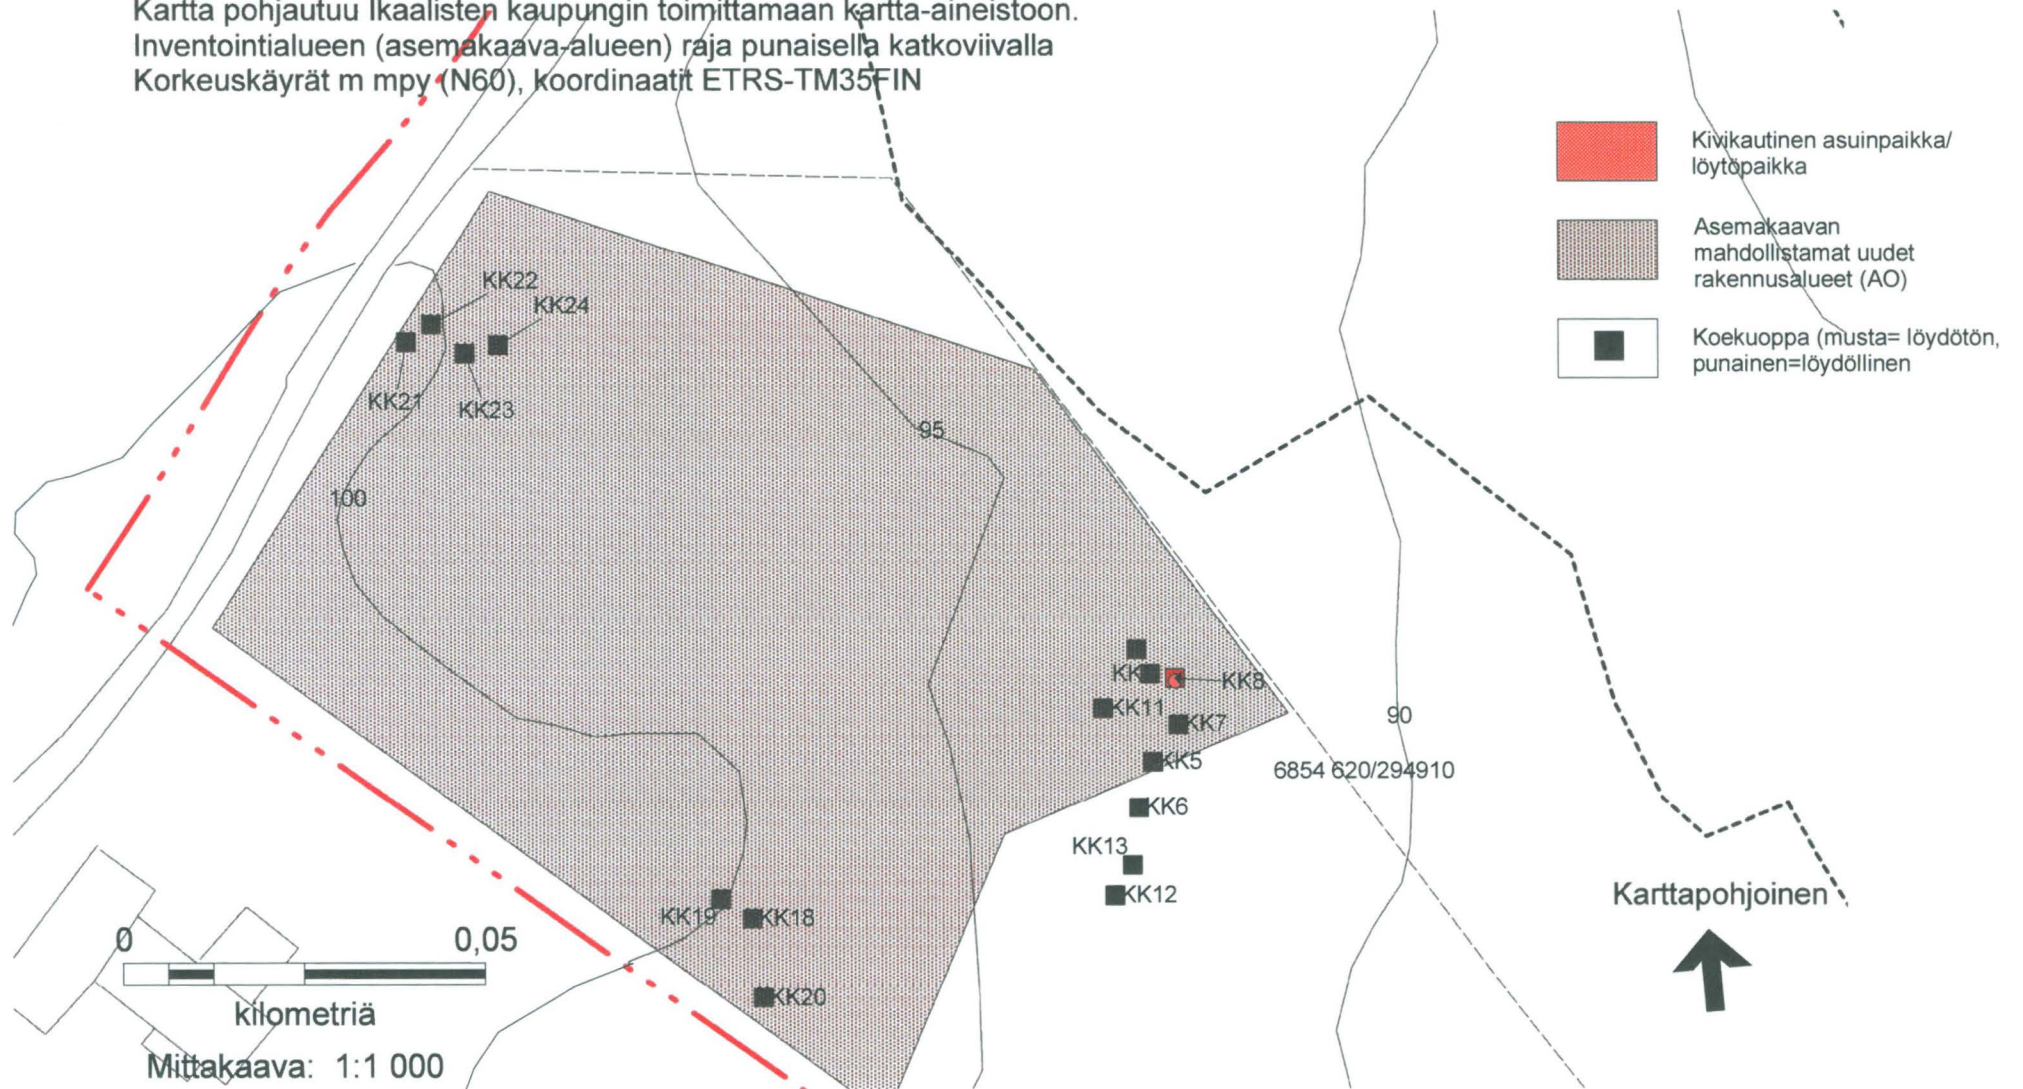 Kartta pohjautuu Ikaalisten kaupungin toimittamaan kartta-aineistoon.
Inventointialueen (asemakaava-alueen) raja punaisella katkoviivalla
Korkeuskäyrät m mpy (N60), koordinaatit ETRS-TM35FIN
Kivikautinen asuinpaikka/
löytöpaikka
Asemakaavan
mahdollistamat uudet
rakennusalueet (AO)
Koekuoppa (musta= löydötön,
punainen=löydöllinen
KK22
KK24
KK21
KK23
95
100
KK8
KK11
KK7
90
KK5
6854 620/294910
KK6
KK13
KK12
Karttapohjoinen
KK19
KK18
KK20
0
0,05
kilometriä
Mittakaava: 1:1 000